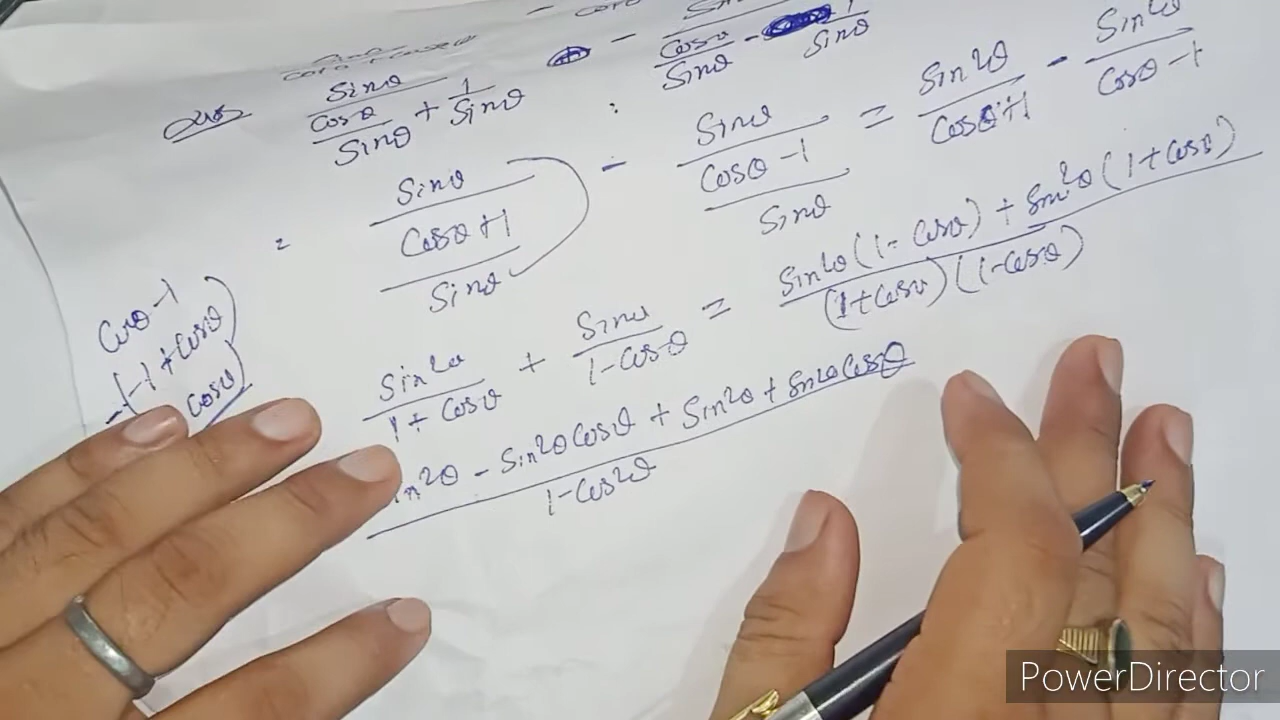 Ans sinθ/(cosθ/sinθ + 1/sinθ) - sinθ/(cosθ/sinθ - 1/sinθ)
= sinθ/((cosθ+1)/sinθ) - sinθ/((cosθ-1)/sinθ) = sin²θ/(cosθ+1) - sin²θ/(cosθ-1)
cosθ-1
-(-1+cosθ)
cosθ)
sin²θ/(1+cosθ) + sinθ/(1-cosθ) = (sin²θ(1-cosθ) + sin²θ(1+cosθ))/((1+cosθ)(1-cosθ))
in²θ - sin²θcosθ + sin²θ + sin²θcosθ
1-cos²θ
PowerDirector